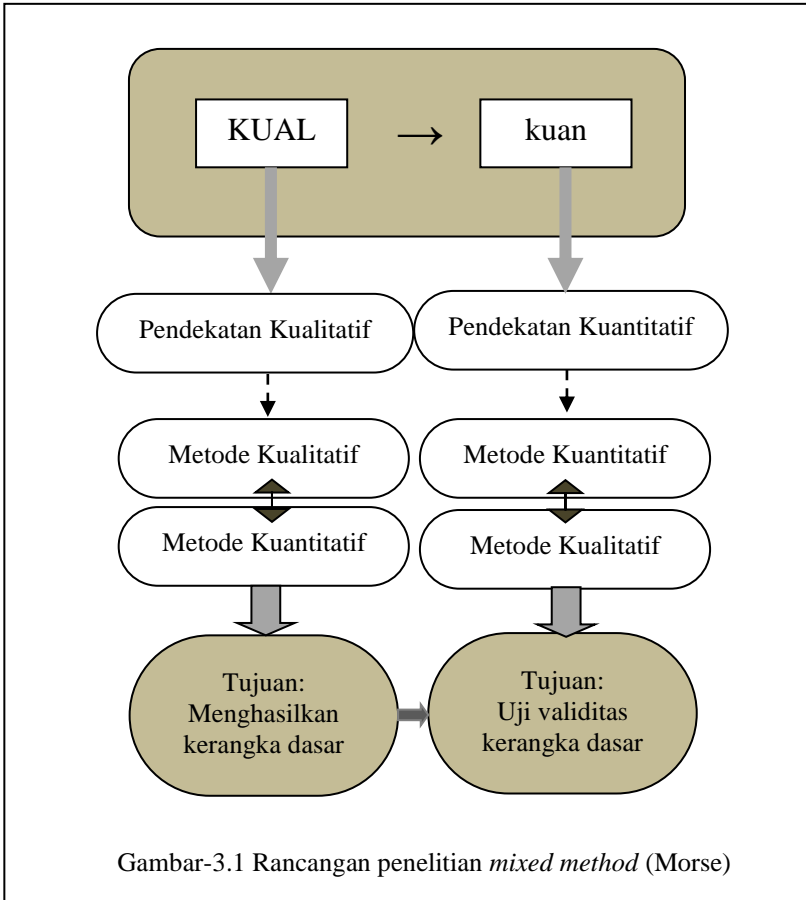 KUAL → kuan
Pendekatan Kualitatif
Pendekatan Kuantitatif
Metode Kualitatif
Metode Kuantitatif
Metode Kuantitatif
Metode Kualitatif
Tujuan:
Menghasilkan
kerangka dasar
Tujuan:
Uji validitas
kerangka dasar
Gambar-3.1 Rancangan penelitian mixed method (Morse)